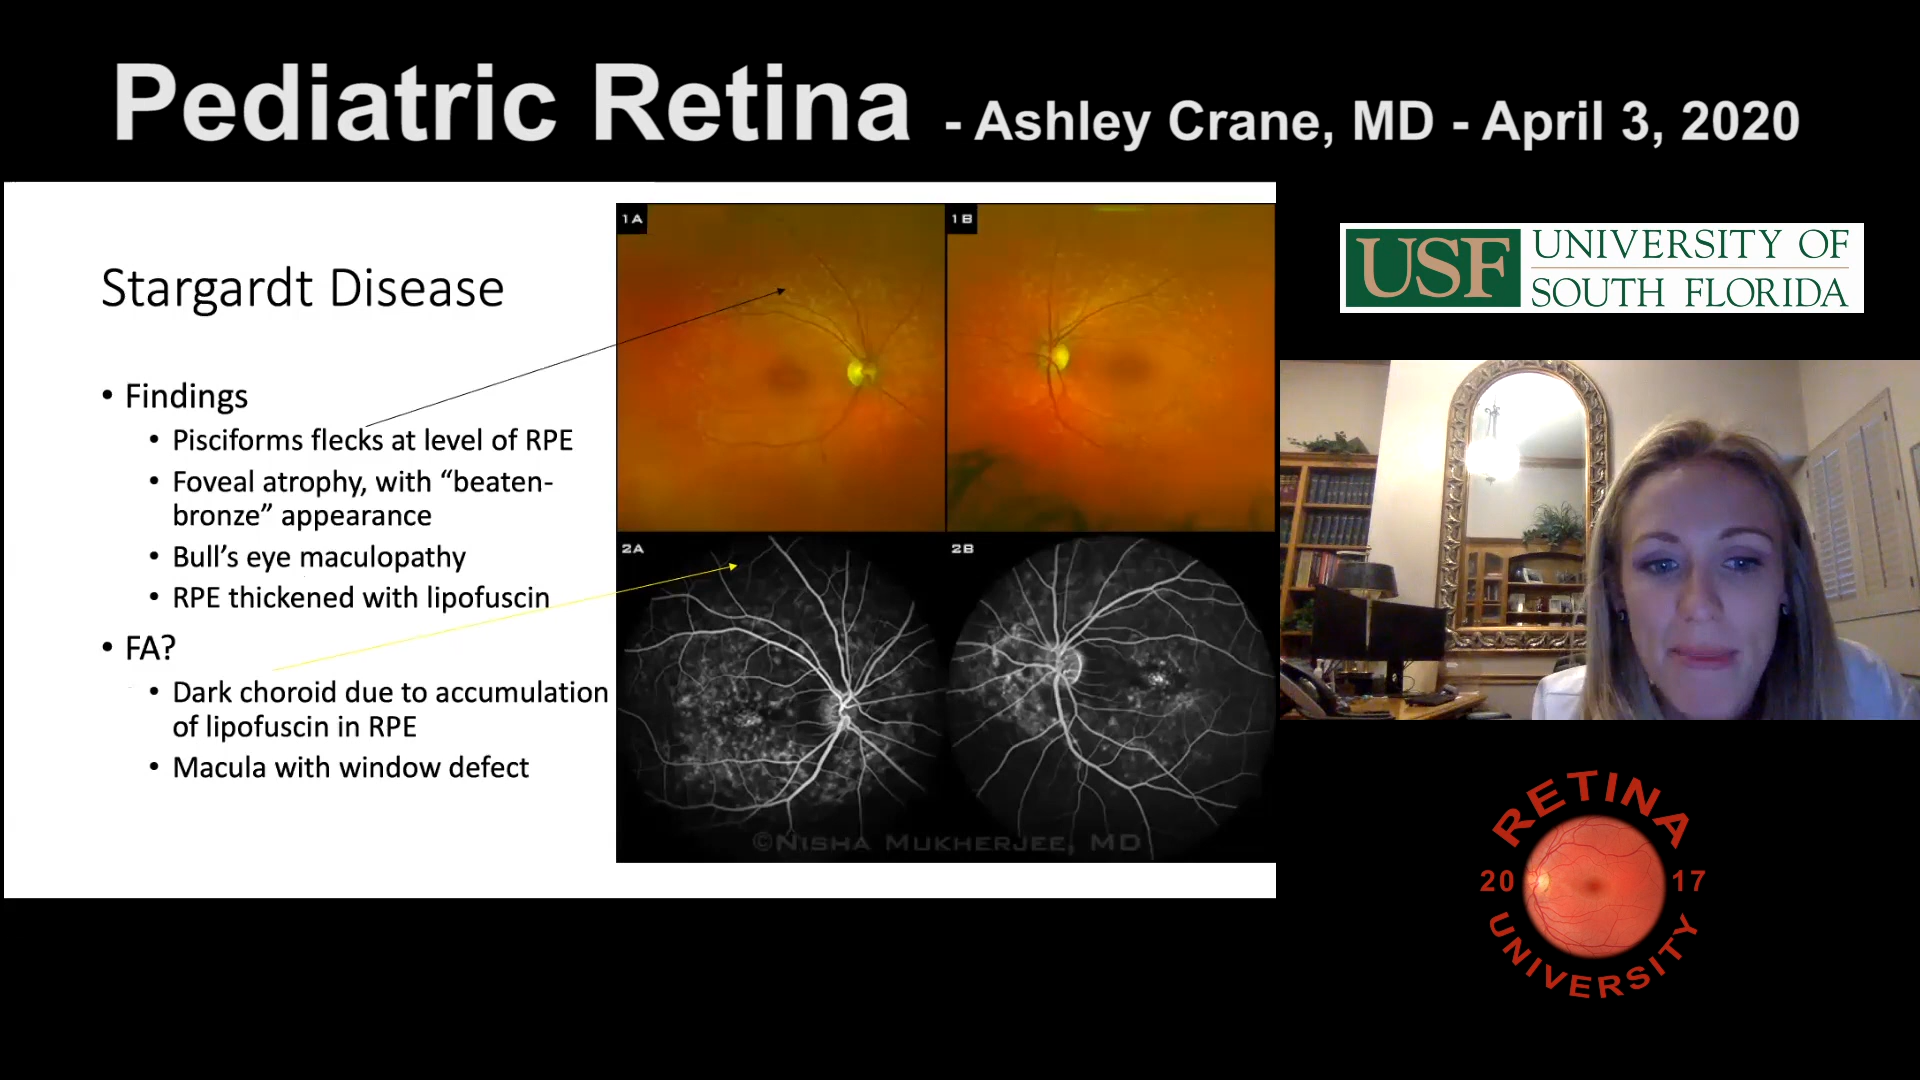 Pediatric Retina - Ashley Crane, MD - April 3, 2020
Stargardt Disease
• Findings
• Pisciforms flecks at level of RPE
• Foveal atrophy, with “beaten-
bronze” appearance
• Bull’s eye maculopathy
• RPE thickened with lipofuscin
• FA?
• Dark choroid due to accumulation
of lipofuscin in RPE
• Macula with window defect
1A
1B
2A
2B
©Nisha Mukherjee, MD
USF UNIVERSITY OF
SOUTH FLORIDA
RETINA
20 17
UNIVERSITY